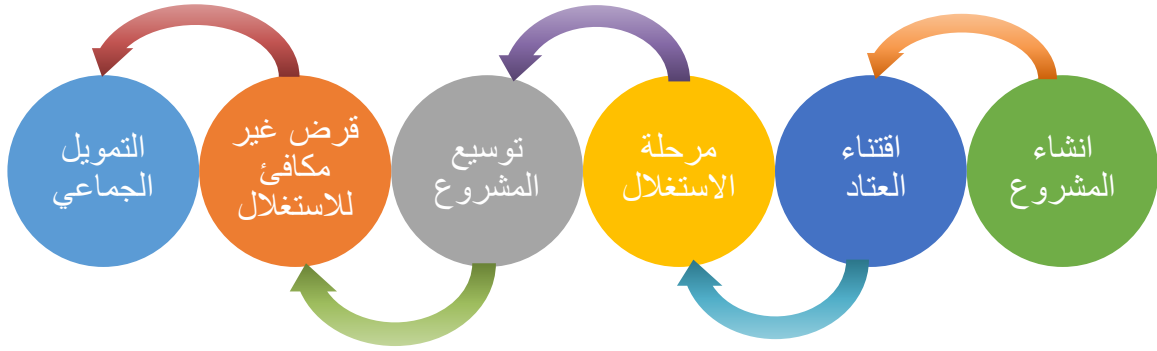 انشاء
المشروع
اقتناء
العتاد
مرحلة
الاستغلال
توسيع
المشروع
قرض غير
مكافئ
للاستغلال
التمويل
الجماعي